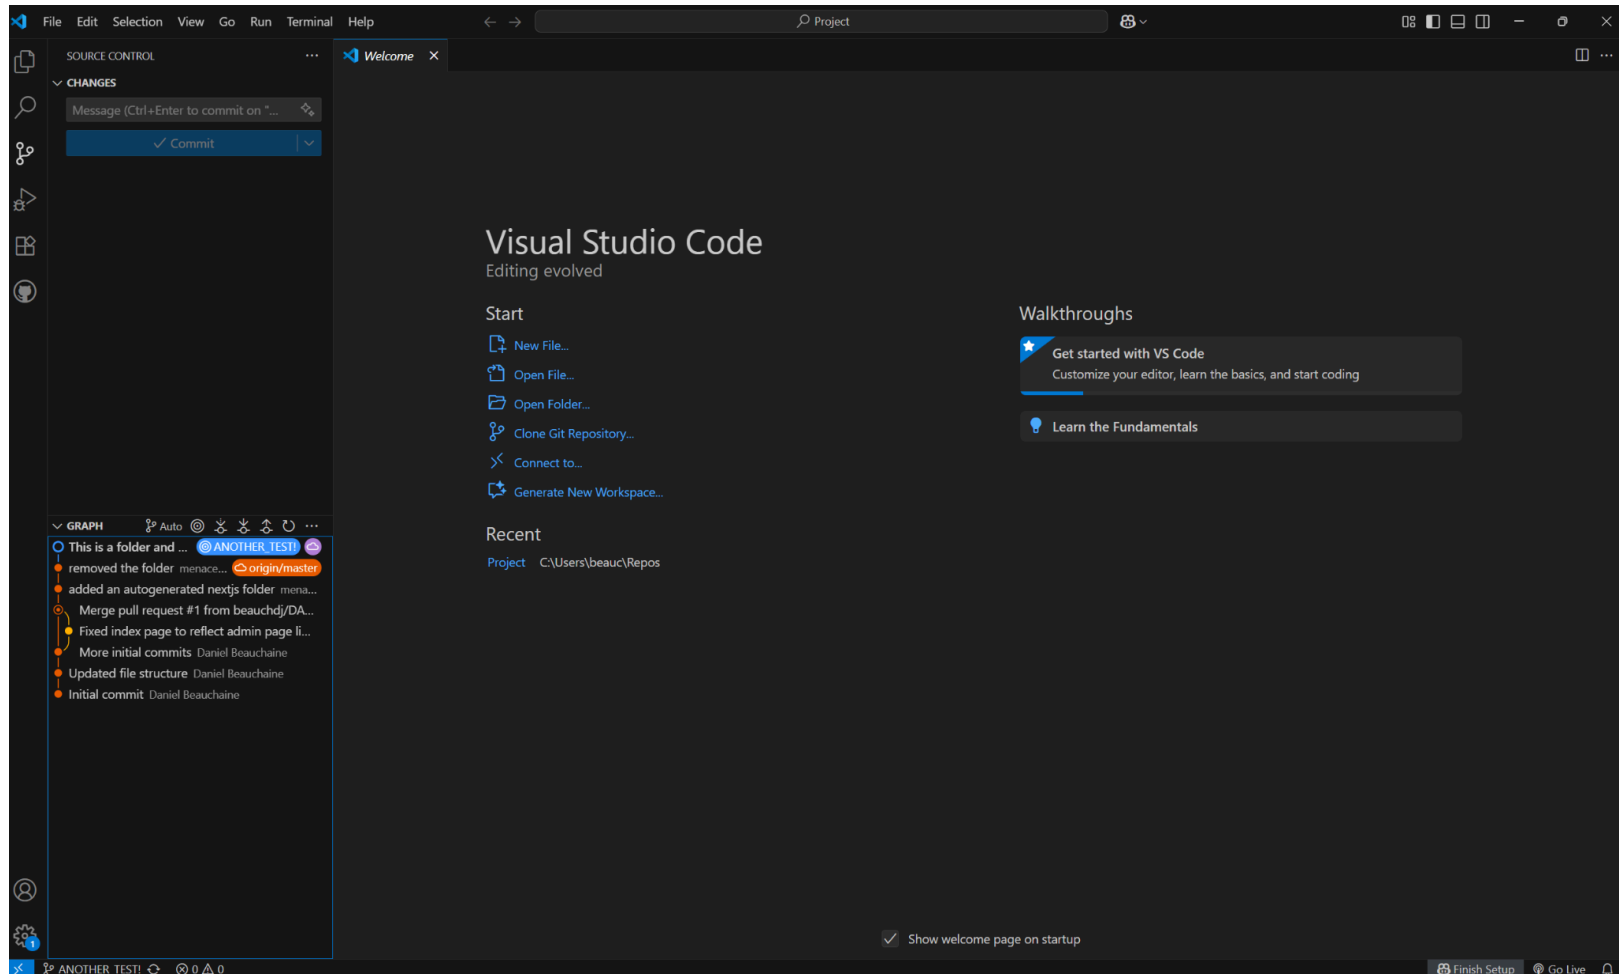 File Edit Selection View Go Run Terminal Help
Project
SOURCE CONTROL
CHANGES
Message (Ctrl+Enter to commit on "...
Commit
Welcome
Visual Studio Code
Editing evolved
Start
New File...
Open File...
Open Folder...
Clone Git Repository...
Connect to...
Generate New Workspace...
Recent
Project C:\Users\beauc\Repos
Walkthroughs
Get started with VS Code
Customize your editor, learn the basics, and start coding
Learn the Fundamentals
GRAPH Auto
This is a folder and ... ANOTHER_TEST!
removed the folder menace... origin/master
added an autogenerated nextjs folder mena...
Merge pull request #1 from beauchdj/DA...
Fixed index page to reflect admin page li...
More initial commits Daniel Beauchaine
Updated file structure Daniel Beauchaine
Initial commit Daniel Beauchaine
Show welcome page on startup
1
ANOTHER_TEST! 0 0
Finish Setup Go Live